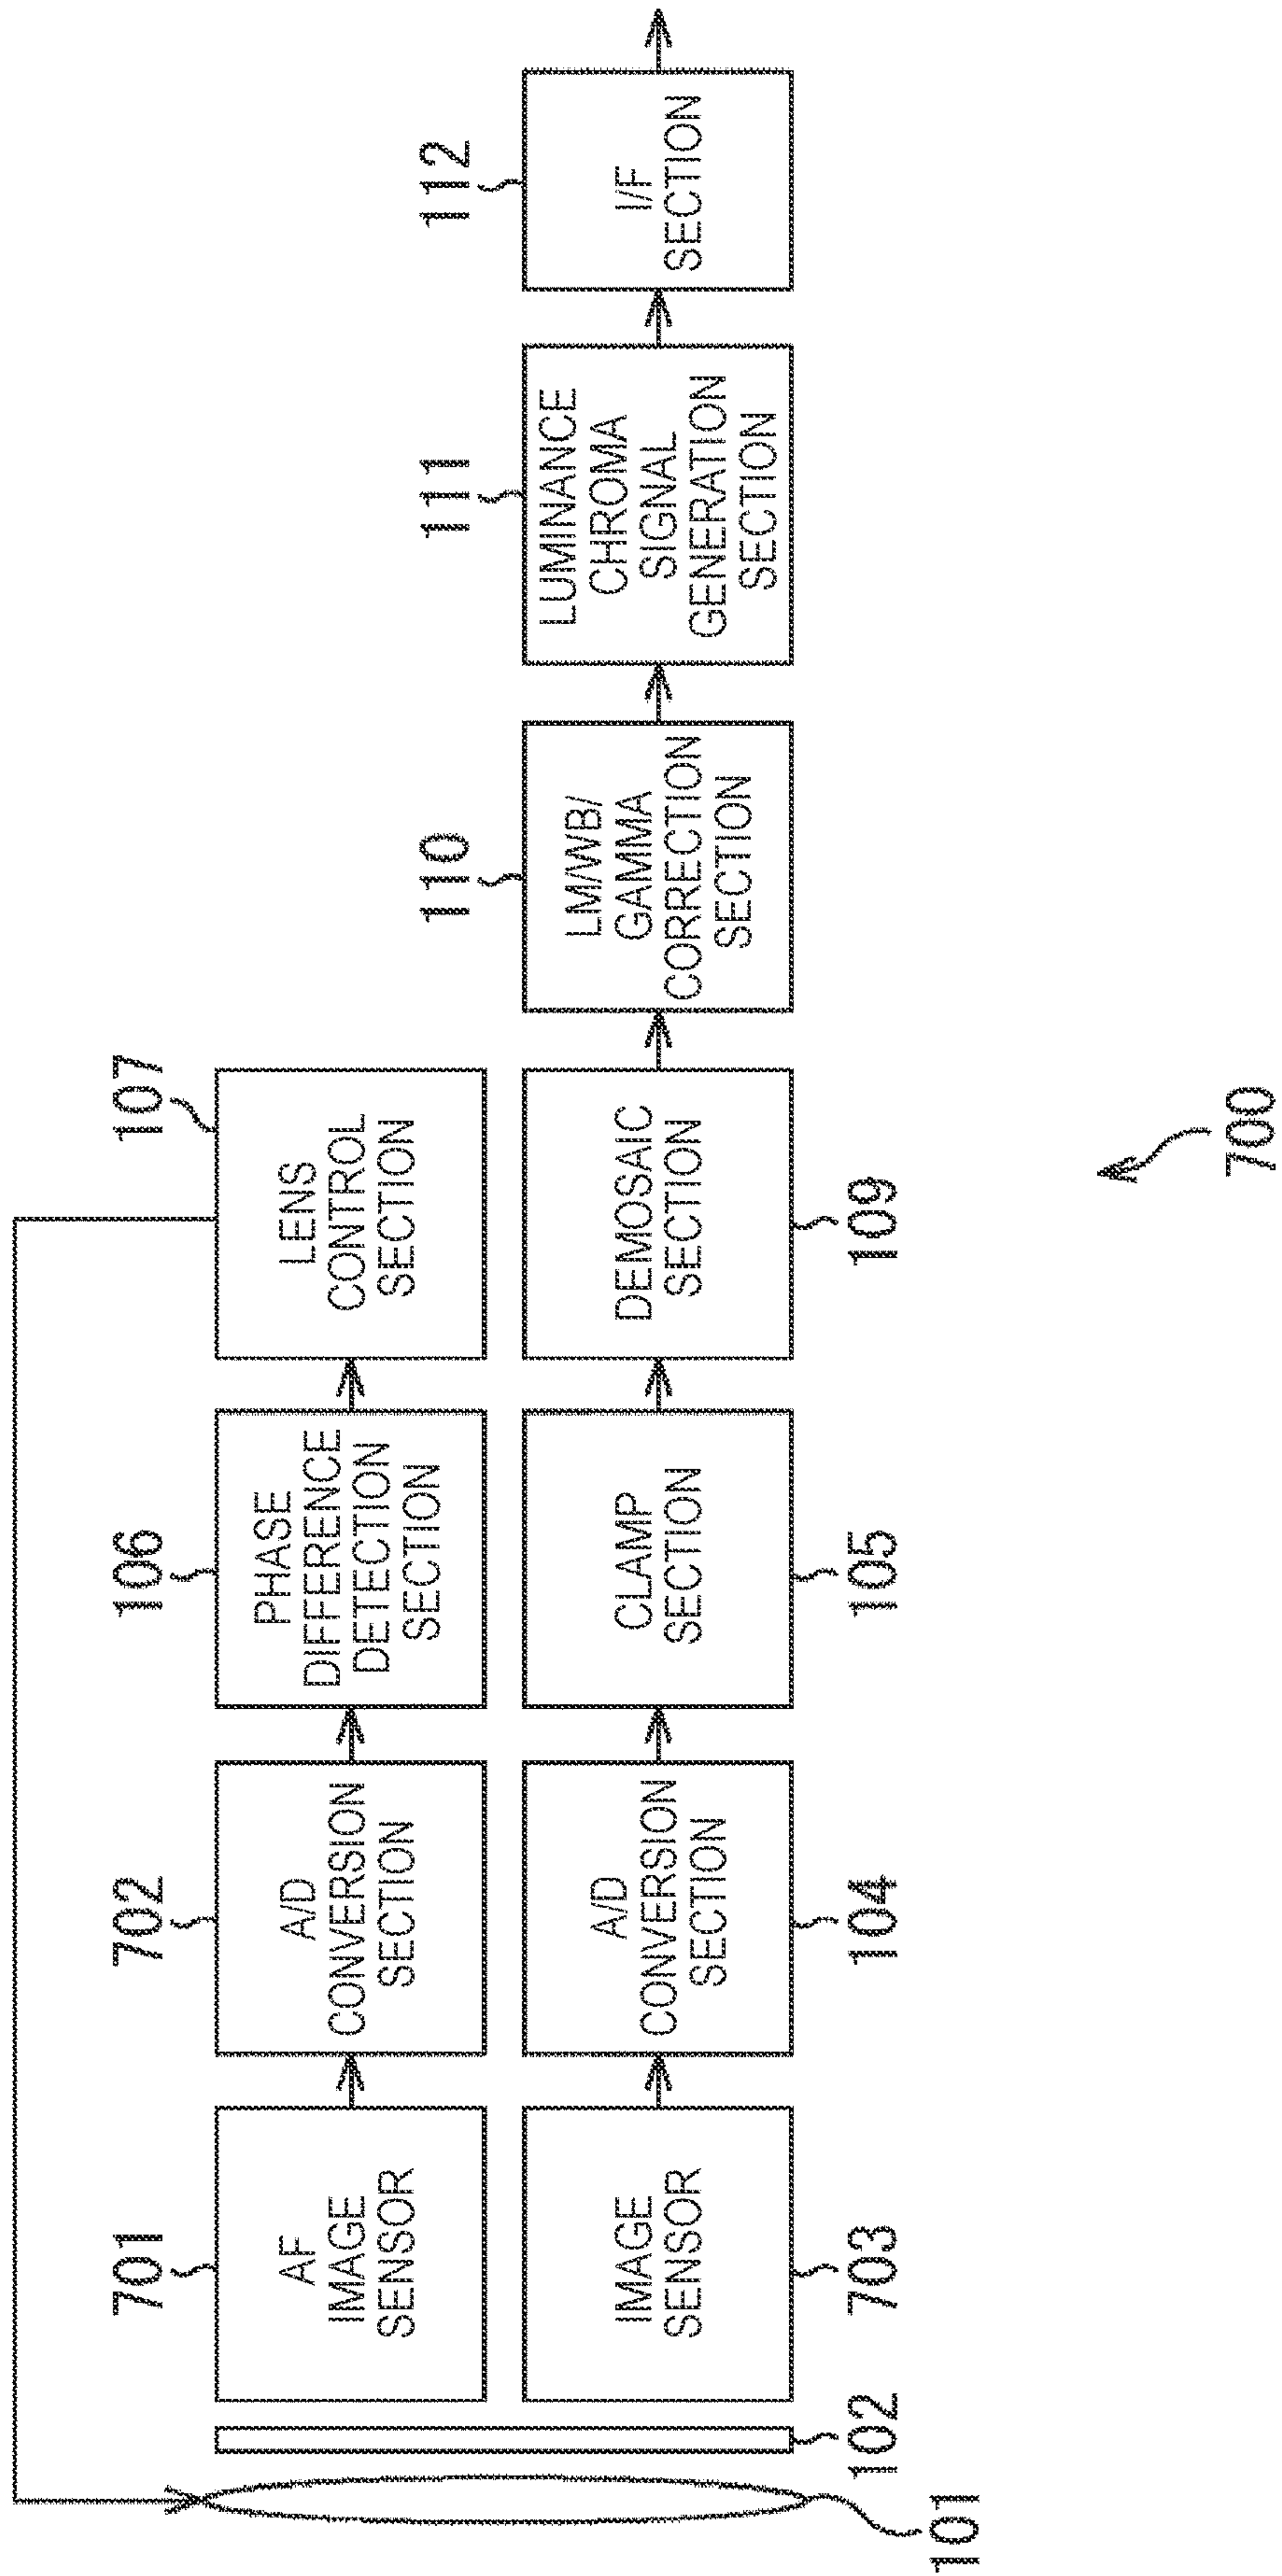 107
106
702
701
LENS
CONTROL
SECTION
PHASE
DIFFERENCE
DETECTION
SECTION
A/D
CONVERSION
SECTION
AF
IMAGE
SENSOR
112
111
110
I/F
SECTION
LUMINANCE
CHROMA
SIGNAL
GENERATION
SECTION
LM/WB/
GAMMA
CORRECTION
SECTION
DEMOSAIC
SECTION
CLAMP
SECTION
A/D
CONVERSION
SECTION
IMAGE
SENSOR
109
105
104
703
102
101
700